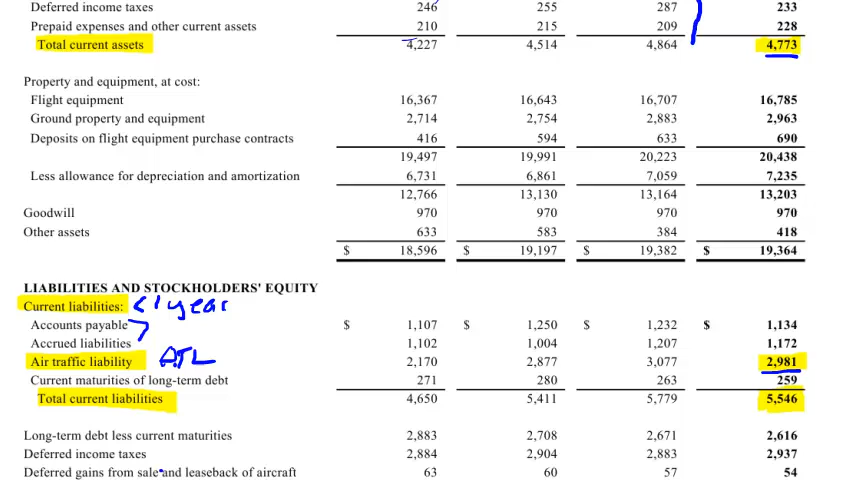 Deferred income taxes 246 255 287 233
Prepaid expenses and other current assets 210 215 209 228
Total current assets 4,227 4,514 4,864 4,773
Property and equipment, at cost:
Flight equipment 16,367 16,643 16,707 16,785
Ground property and equipment 2,714 2,754 2,883 2,963
Deposits on flight equipment purchase contracts 416 594 633 690
19,497 19,991 20,223 20,438
Less allowance for depreciation and amortization 6,731 6,861 7,059 7,235
12,766 13,130 13,164 13,203
Goodwill 970 970 970 970
Other assets 633 583 384 418
$ 18,596 $ 19,197 $ 19,382 $ 19,364
LIABILITIES AND STOCKHOLDERS' EQUITY
Current liabilities: < 1 year
Accounts payable $ 1,107 $ 1,250 $ 1,232 $ 1,134
Accrued liabilities 1,102 1,004 1,207 1,172
Air traffic liability ATL 2,170 2,877 3,077 2,981
Current maturities of long-term debt 271 280 263 259
Total current liabilities 4,650 5,411 5,779 5,546
Long-term debt less current maturities 2,883 2,708 2,671 2,616
Deferred income taxes 2,884 2,904 2,883 2,937
Deferred gains from sale and leaseback of aircraft 63 60 57 54